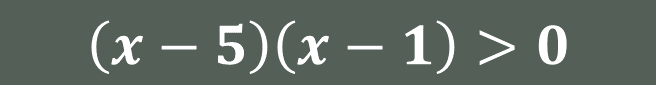 (x − 5)(x − 1) > 0